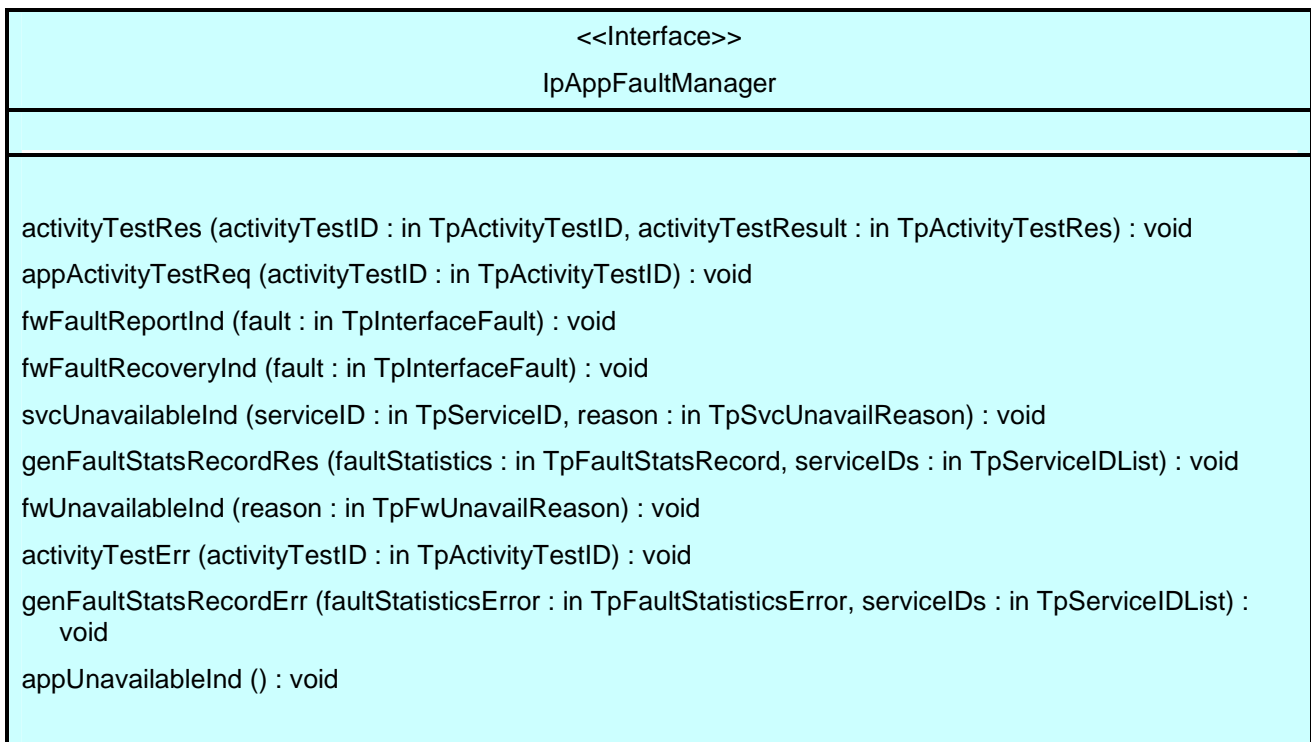 <<Interface>>
IpAppFaultManager
activityTestRes (activityTestID : in TpActivityTestID, activityTestResult : in TpActivityTestRes) : void
appActivityTestReq (activityTestID : in TpActivityTestID) : void
fwFaultReportInd (fault : in TpInterfaceFault) : void
fwFaultRecoveryInd (fault : in TpInterfaceFault) : void
svcUnavailableInd (serviceID : in TpServiceID, reason : in TpSvcUnavailReason) : void
genFaultStatsRecordRes (faultStatistics : in TpFaultStatsRecord, serviceIDs : in TpServiceIDList) : void
fwUnavailableInd (reason : in TpFwUnavailReason) : void
activityTestErr (activityTestID : in TpActivityTestID) : void
genFaultStatsRecordErr (faultStatisticsError : in TpFaultStatisticsError, serviceIDs : in TpServiceIDList) :
void
appUnavailableInd () : void